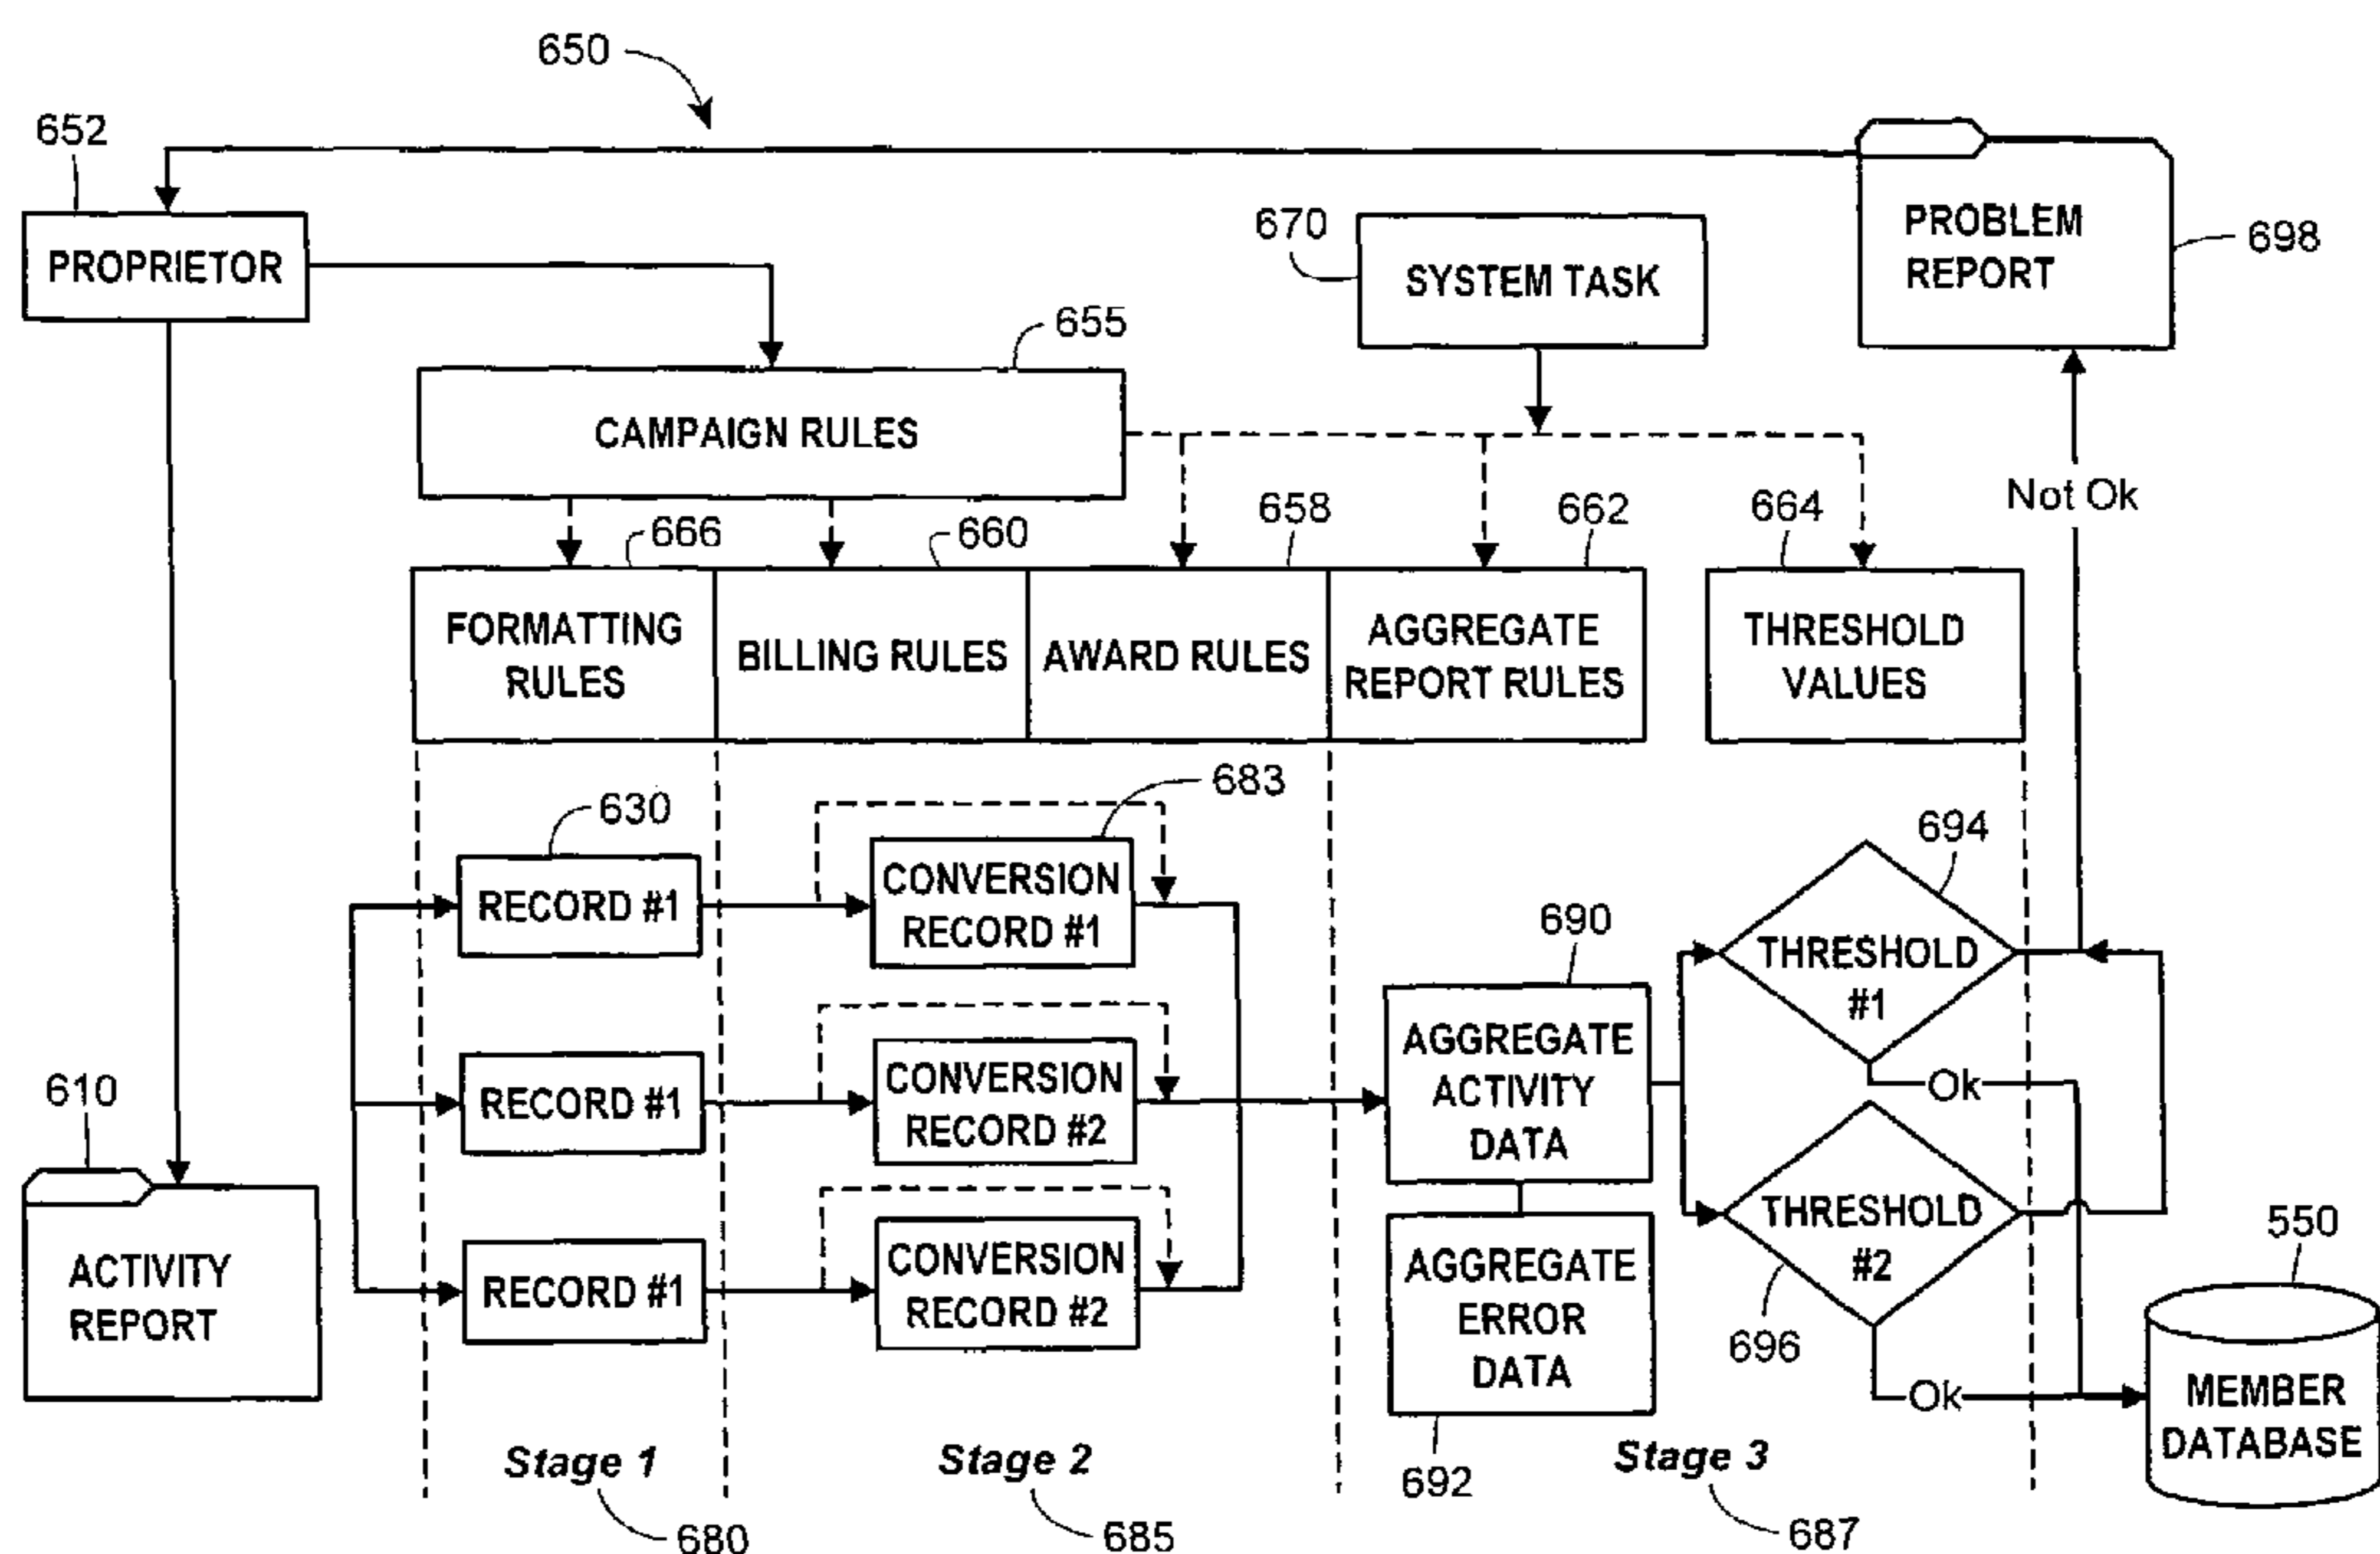 650
652
PROPRIETOR
670
SYSTEM TASK
PROBLEM
REPORT
698
655
CAMPAIGN RULES
Not Ok
666
660
658
662
664
FORMATTING
RULES
BILLING RULES
AWARD RULES
AGGREGATE
REPORT RULES
THRESHOLD
VALUES
630
683
694
RECORD #1
CONVERSION
RECORD #1
690
THRESHOLD
#1
610
RECORD #1
CONVERSION
RECORD #2
AGGREGATE
ACTIVITY
DATA
Ok
ACTIVITY
REPORT
RECORD #1
CONVERSION
RECORD #2
AGGREGATE
ERROR
DATA
THRESHOLD
#2
696
550
Ok
MEMBER
DATABASE
Stage 1
Stage 2
692
Stage 3
680
685
687